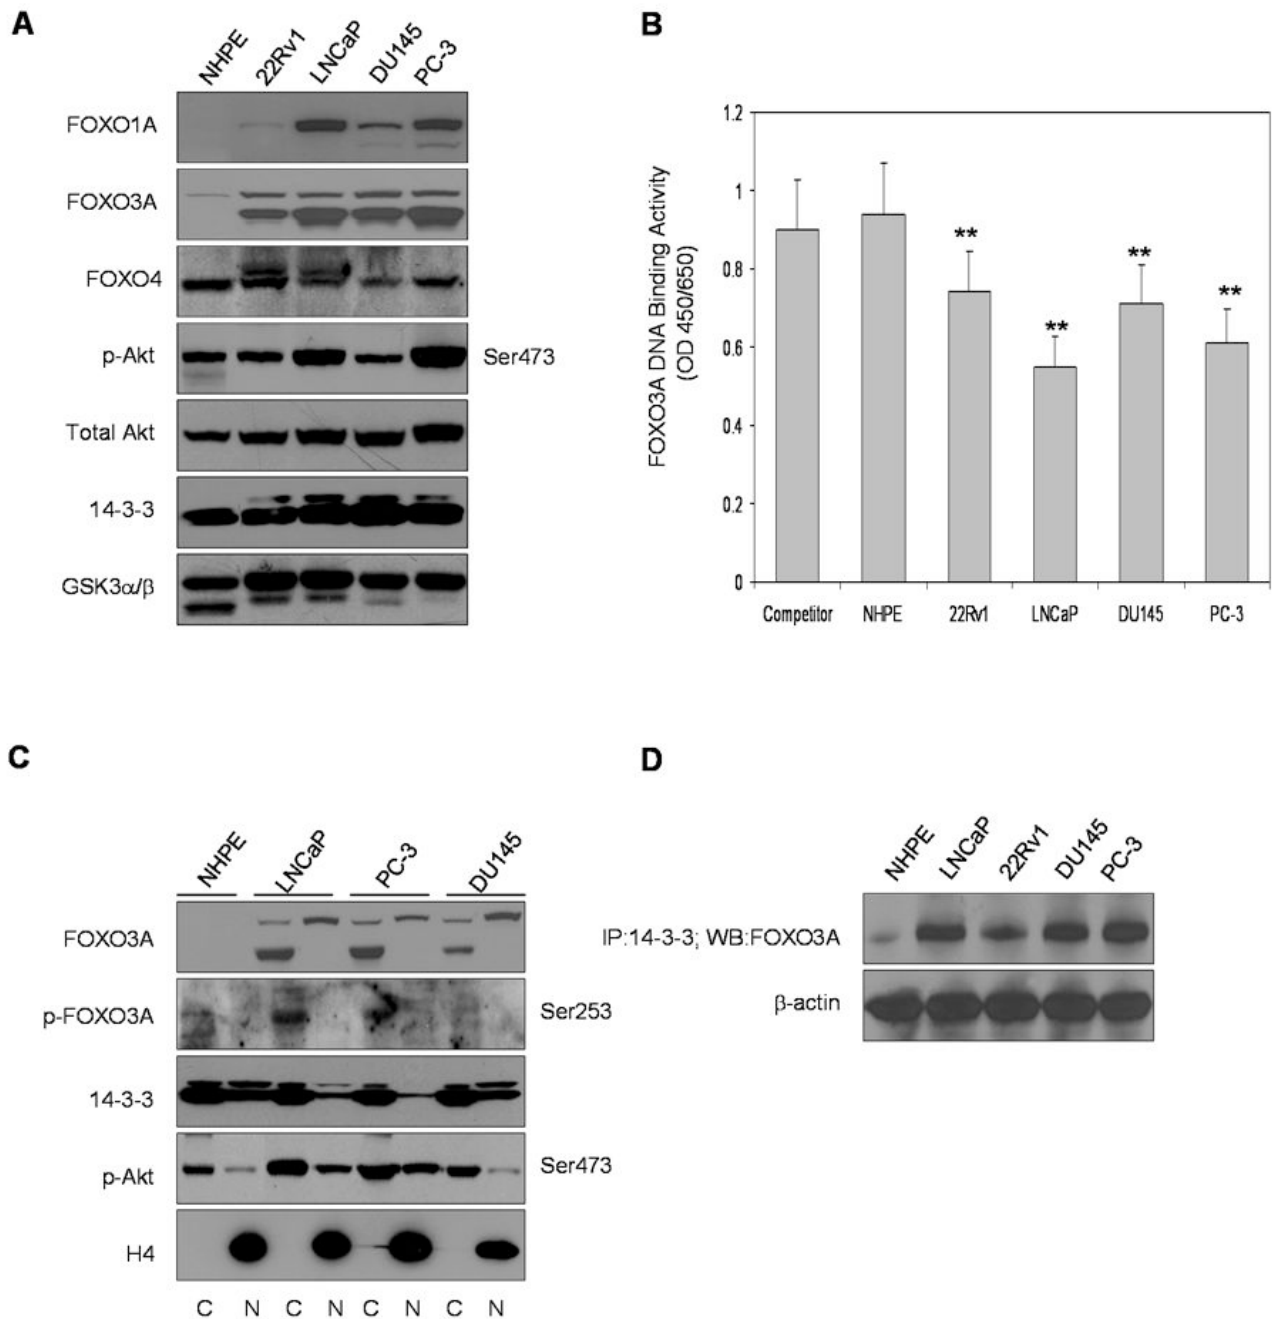 A
NHPE
22Rv1
LNCaP
DU145
PC-3
FOXO1A
FOXO3A
FOXO4
p-Akt
Ser473
Total Akt
14-3-3
GSK3α/β
B
FOXO3A DNA Binding Activity
(OD 450/650)
1.2
1
0.8
0.6
0.4
0.2
0
**
**
**
**
Competitor
NHPE
22Rv1
LNCaP
DU145
PC-3
C
NHPE
LNCaP
PC-3
DU145
FOXO3A
p-FOXO3A
Ser253
14-3-3
p-Akt
Ser473
H4
C N C N C N C N
D
NHPE
LNCaP
22Rv1
DU145
PC-3
IP:14-3-3; WB:FOXO3A
β-actin